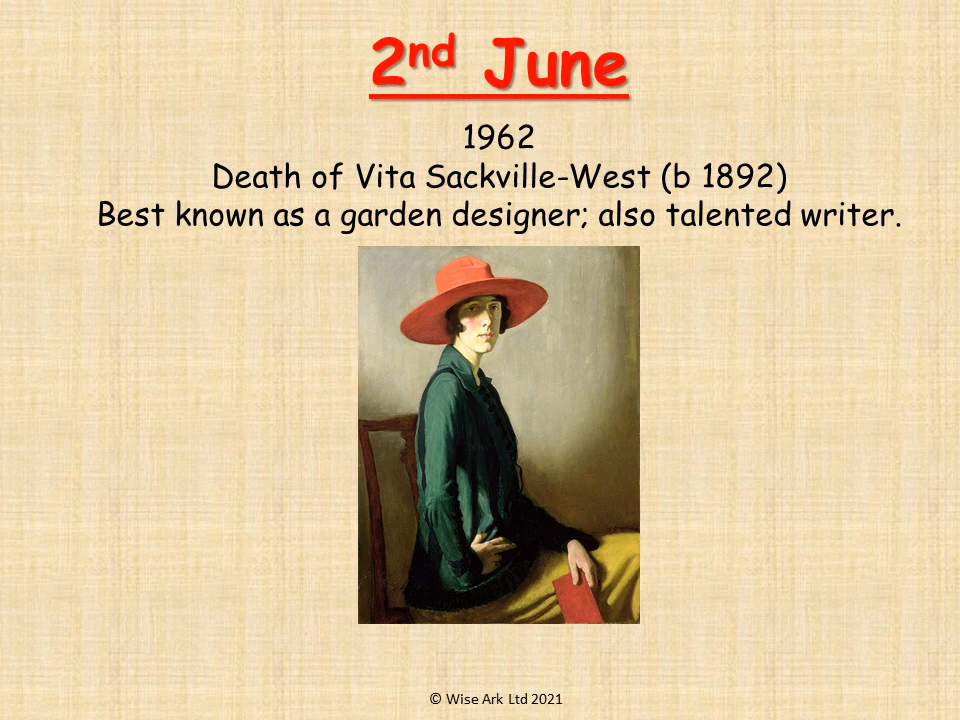 2nd June
1962
Death of Vita Sackville-West (b 1892)
Best known as a garden designer; also talented writer.
© Wise Ark Ltd 2021